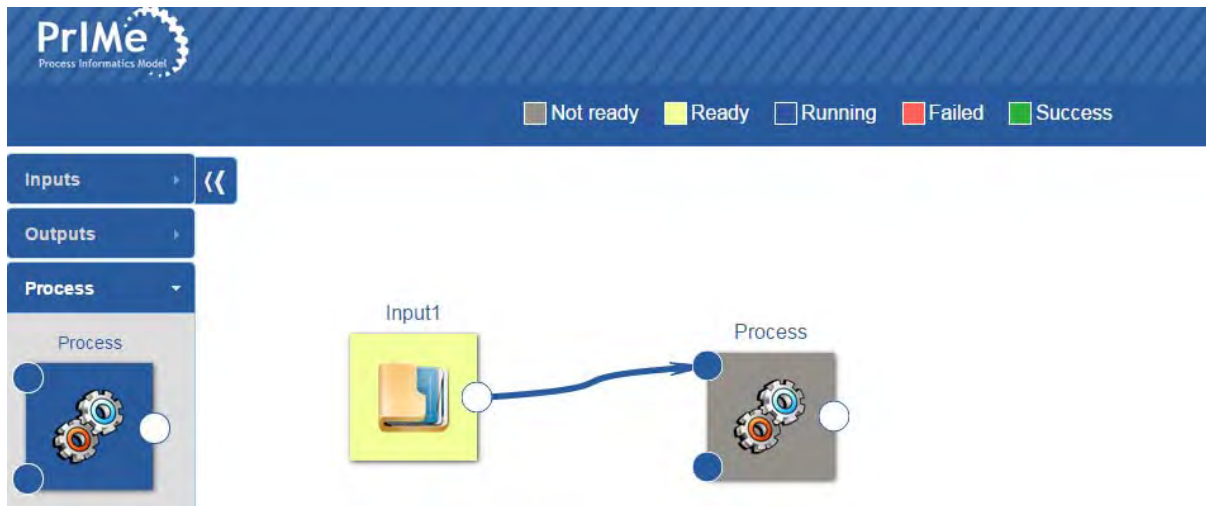 PrIMe
Process Informatics Model
Not ready Ready Running Failed Success
Inputs
Outputs
Process
Process
Input1
Process